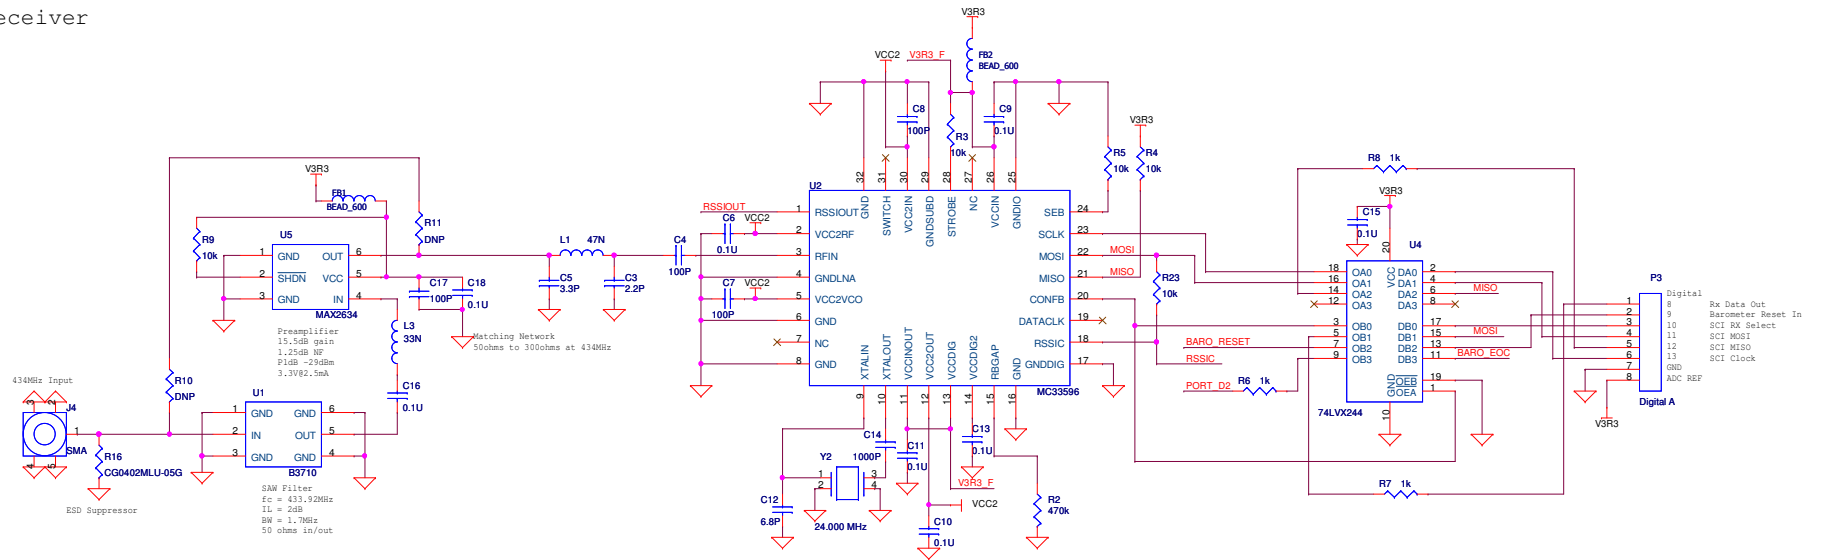 eceiver
434MHz Input
J4
SMA
1
2
3
4
5
R16
CG0402MLU-05G
ESD Suppressor
R10
DNP
U1
1 GND
2 IN
3 GND
GND 6
OUT 5
GND 4
B3710
SAW Filter
fc = 433.92MHz
IL = 2dB
BW = 1.7MHz
50 ohms in/out
C16
0.1U
L3
33N
V3R3
FB1
BEAD_600
R9
10k
U5
1 GND
2 SHDN
3 GND
OUT 6
VCC 5
IN 4
MAX2634
Preamplifier
15.5dB gain
1.25dB NF
P1dB -29dBm
3.3V@2.5mA
R11
DNP
C17
100P
C18
0.1U
Matching Network
50ohms to 300ohms at 434MHz
L1 47N
C5
3.3P
C3
2.2P
C4
100P
C6
0.1U
VCC2
C7
100P
VCC2
RSSIOUT
U2
1 RSSIOUT
2 VCC2RF
3 RFIN
4 GNDLNA
5 VCC2VCO
6 GND
7 NC
8 GND
32 GND
31 SWITCH
30 VCC2IN
29 GNDSUBD
28 STROBE
27 NC
26 VCCIN
25 GNDIO
SEB 24
SCLK 23
MOSI 22
MISO 21
CONFB 20
DATACLK 19
RSSIC 18
GNDDIG 17
9 XTALIN
10 XTALOUT
11 VCCINOUT
12 VCC2OUT
13 VCCDIG
14 VCCDIG2
15 RBGAP
16 GND
MC33596
VCC2
V3R3_F
V3R3
FB2
BEAD_600
C8
100P
R3
10k
C9
0.1U
R5
10k
V3R3
R4
10k
MOSI
MISO
R23
10k
C12
6.8P
Y2
1
2
3
4
24.000 MHz
C14
1000P
C11
0.1U
C13
0.1U
V3R3_F
VCC2
C10
0.1U
R2
470k
BARO_RESET
RSSIC
PORT_D2
R6 1k
R8 1k
V3R3
C15
0.1U
U4
20 VCC
18 OA0
16 OA1
14 OA2
12 OA3
3 OB0
5 OB1
7 OB2
9 OB3
DA0 2
DA1 4
DA2 6
DA3 8
DB0 17
DB1 15
DB2 13
DB3 11
OEB 19
OEA 1
GND 10
74LVX244
MISO
MOSI
BARO_EOC
R7 1k
P3
1
2
3
4
5
6
7
8
Digital
8 Rx Data Out
9 Barometer Reset In
10 SCI RX Select
11 SCI MOSI
12 SCI MISO
13 SCI Clock
GND
ADC REF
Digital A
V3R3